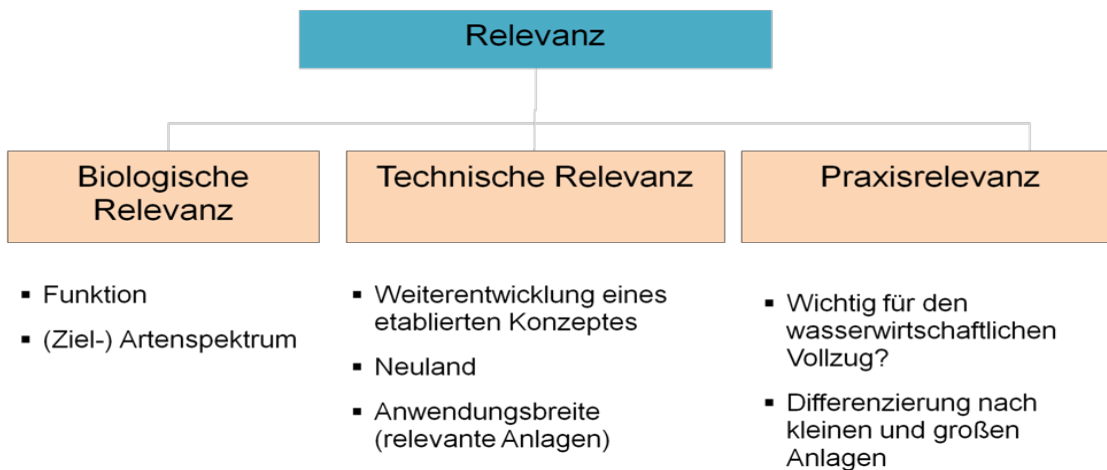 Relevanz
Biologische
Relevanz
▪ Funktion
▪ (Ziel-) Artenspektrum
Technische Relevanz
▪ Weiterentwicklung eines
etablierten Konzeptes
▪ Neuland
▪ Anwendungsbreite
(relevante Anlagen)
Praxisrelevanz
▪ Wichtig für den
wasserwirtschaftlichen
Vollzug?
▪ Differenzierung nach
kleinen und großen
Anlagen